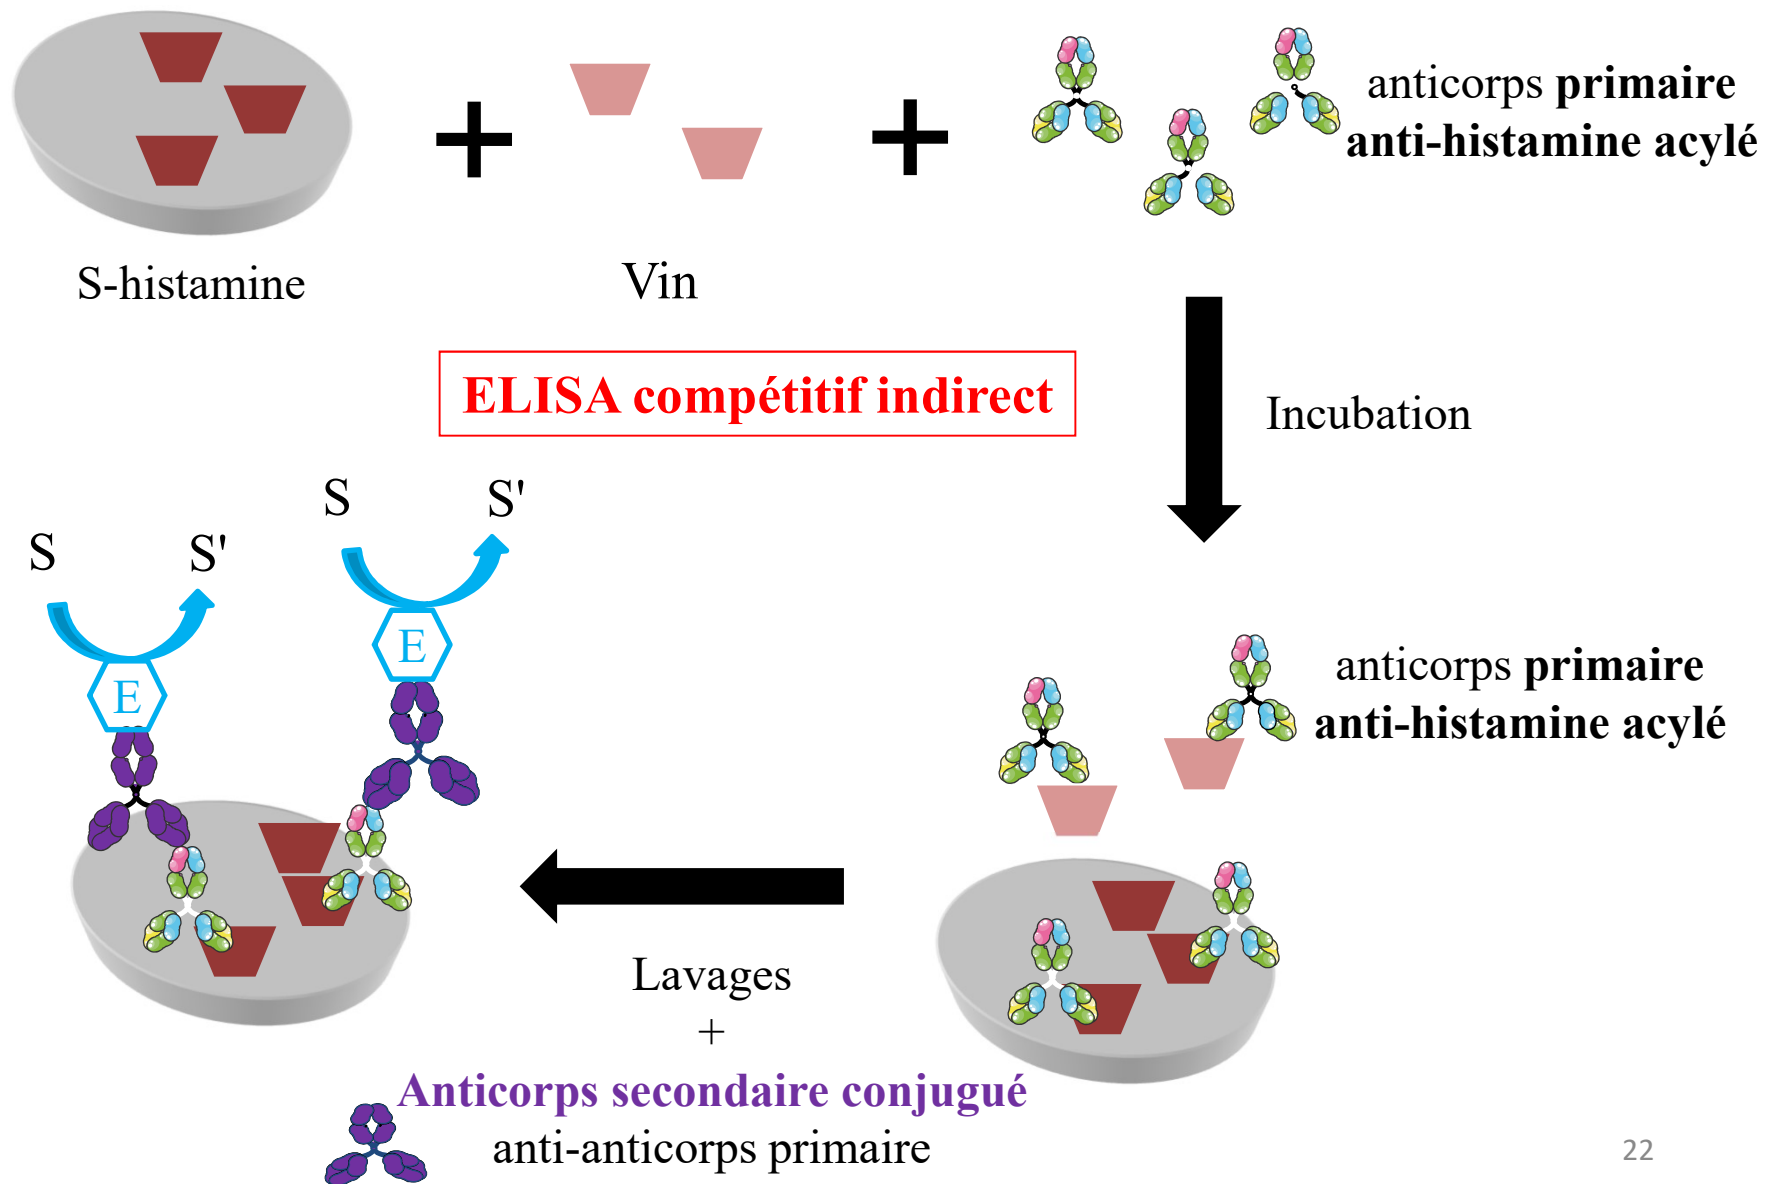 anticorps primaire
anti-histamine acylé
S-histamine
Vin
ELISA compétitif indirect
Incubation
S
S'
S
S'
E
E
anticorps primaire
anti-histamine acylé
Lavages
+
Anticorps secondaire conjugué
anti-anticorps primaire
22